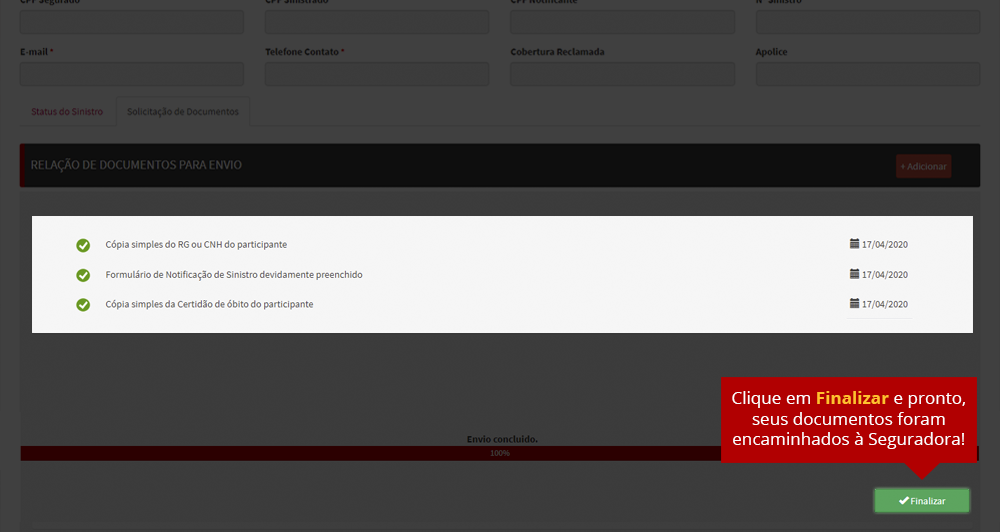 CPF Segurado CPF Sinistrado CPF Notificante Nº Sinistro
E-mail * Telefone Contato * Cobertura Reclamada Apolice
Status do Sinistro Solicitação de Documentos
RELAÇÃO DE DOCUMENTOS PARA ENVIO + Adicionar
Cópia simples do RG ou CNH do participante 17/04/2020
Formulário de Notificação de Sinistro devidamente preenchido 17/04/2020
Cópia simples da Certidão de óbito do participante 17/04/2020
Clique em Finalizar e pronto,
seus documentos foram
encaminhados à Seguradora!
Envio concluido.
100%
Finalizar